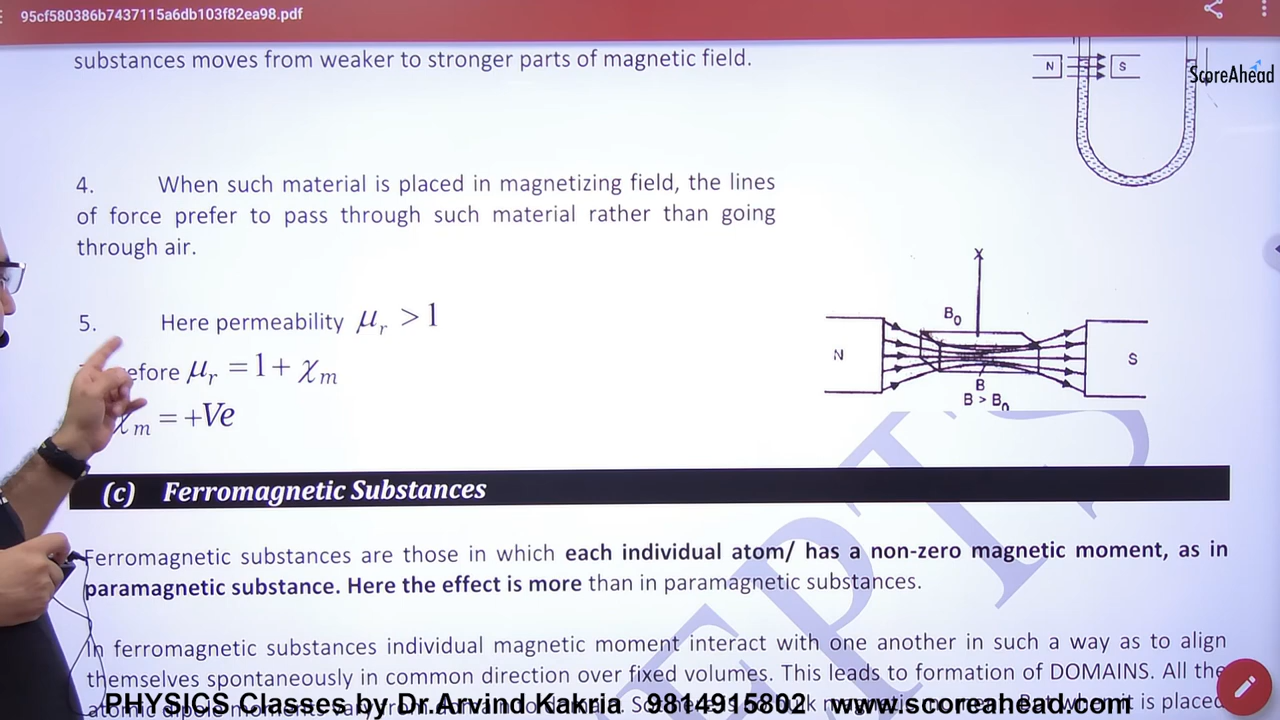 95cf580386b7437115a6db103f82ea98.pdf
substances moves from weaker to stronger parts of magnetic field.
N S
ScoreAhead
4. When such material is placed in magnetizing field, the lines
of force prefer to pass through such material rather than going
through air.
X
B₀
5. Here permeability μᵣ > 1
N S
efore μᵣ = 1 + χₘ
B
B > B₀
χₘ = +Ve
(c) Ferromagnetic Substances
Ferromagnetic substances are those in which each individual atom/ has a non-zero magnetic moment, as in
paramagnetic substance. Here the effect is more than in paramagnetic substances.
In ferromagnetic substances individual magnetic moment interact with one another in such a way as to align
themselves spontaneously in common direction over fixed volumes. This leads to formation of DOMAINS. All the
it is placed
PHYSICS Classes by Dr.Arvind Kakria 9814915802 www.scoreahead.com